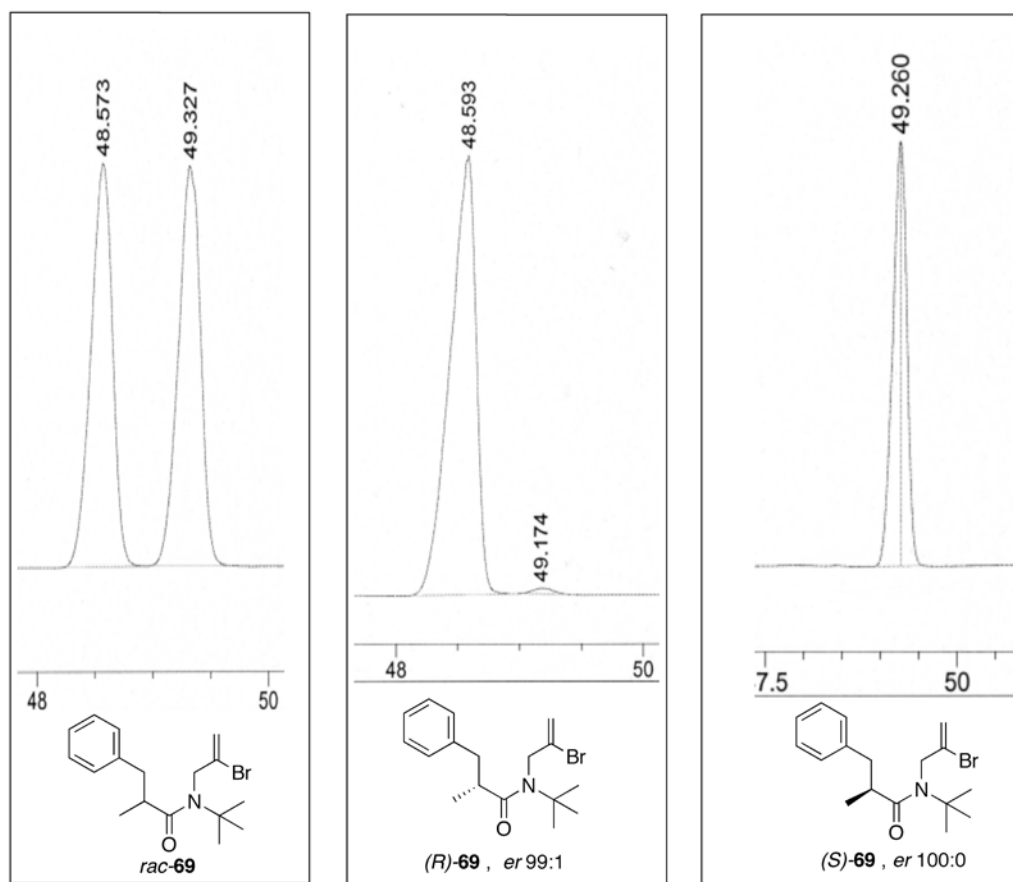 48.573
49.327
48
50
Br
N
O
rac-69
48.593
49.174
48
50
Br
N
O
(R)-69 , er 99:1
49.260
7.5
50
Br
N
O
(S)-69 , er 100:0